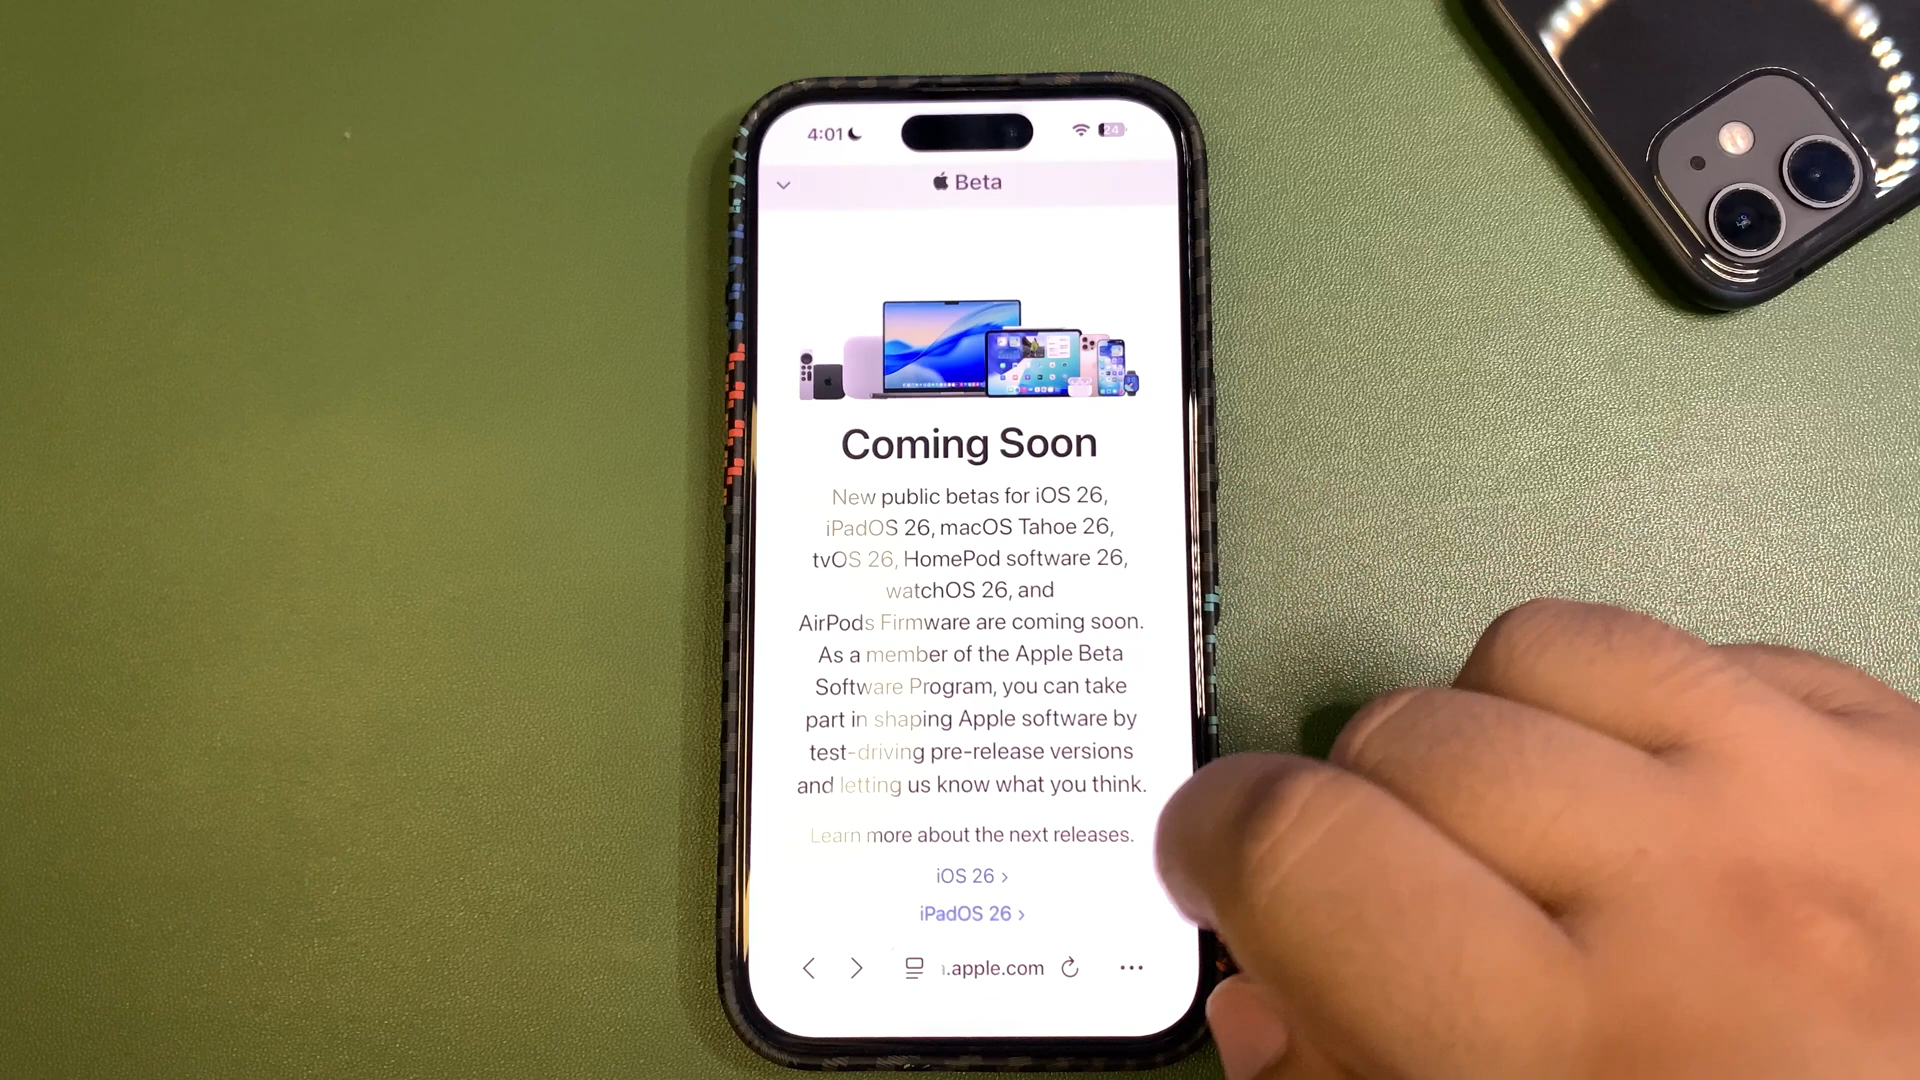 4:01
24
Beta
Coming Soon
New public betas for iOS 26,
iPadOS 26, macOS Tahoe 26,
tvOS 26, HomePod software 26,
watchOS 26, and
AirPods Firmware are coming soon.
As a member of the Apple Beta
Software Program, you can take
part in shaping Apple software by
test-driving pre-release versions
and letting us know what you think.
Learn more about the next releases.
iOS 26 >
iPadOS 26 >
.apple.com